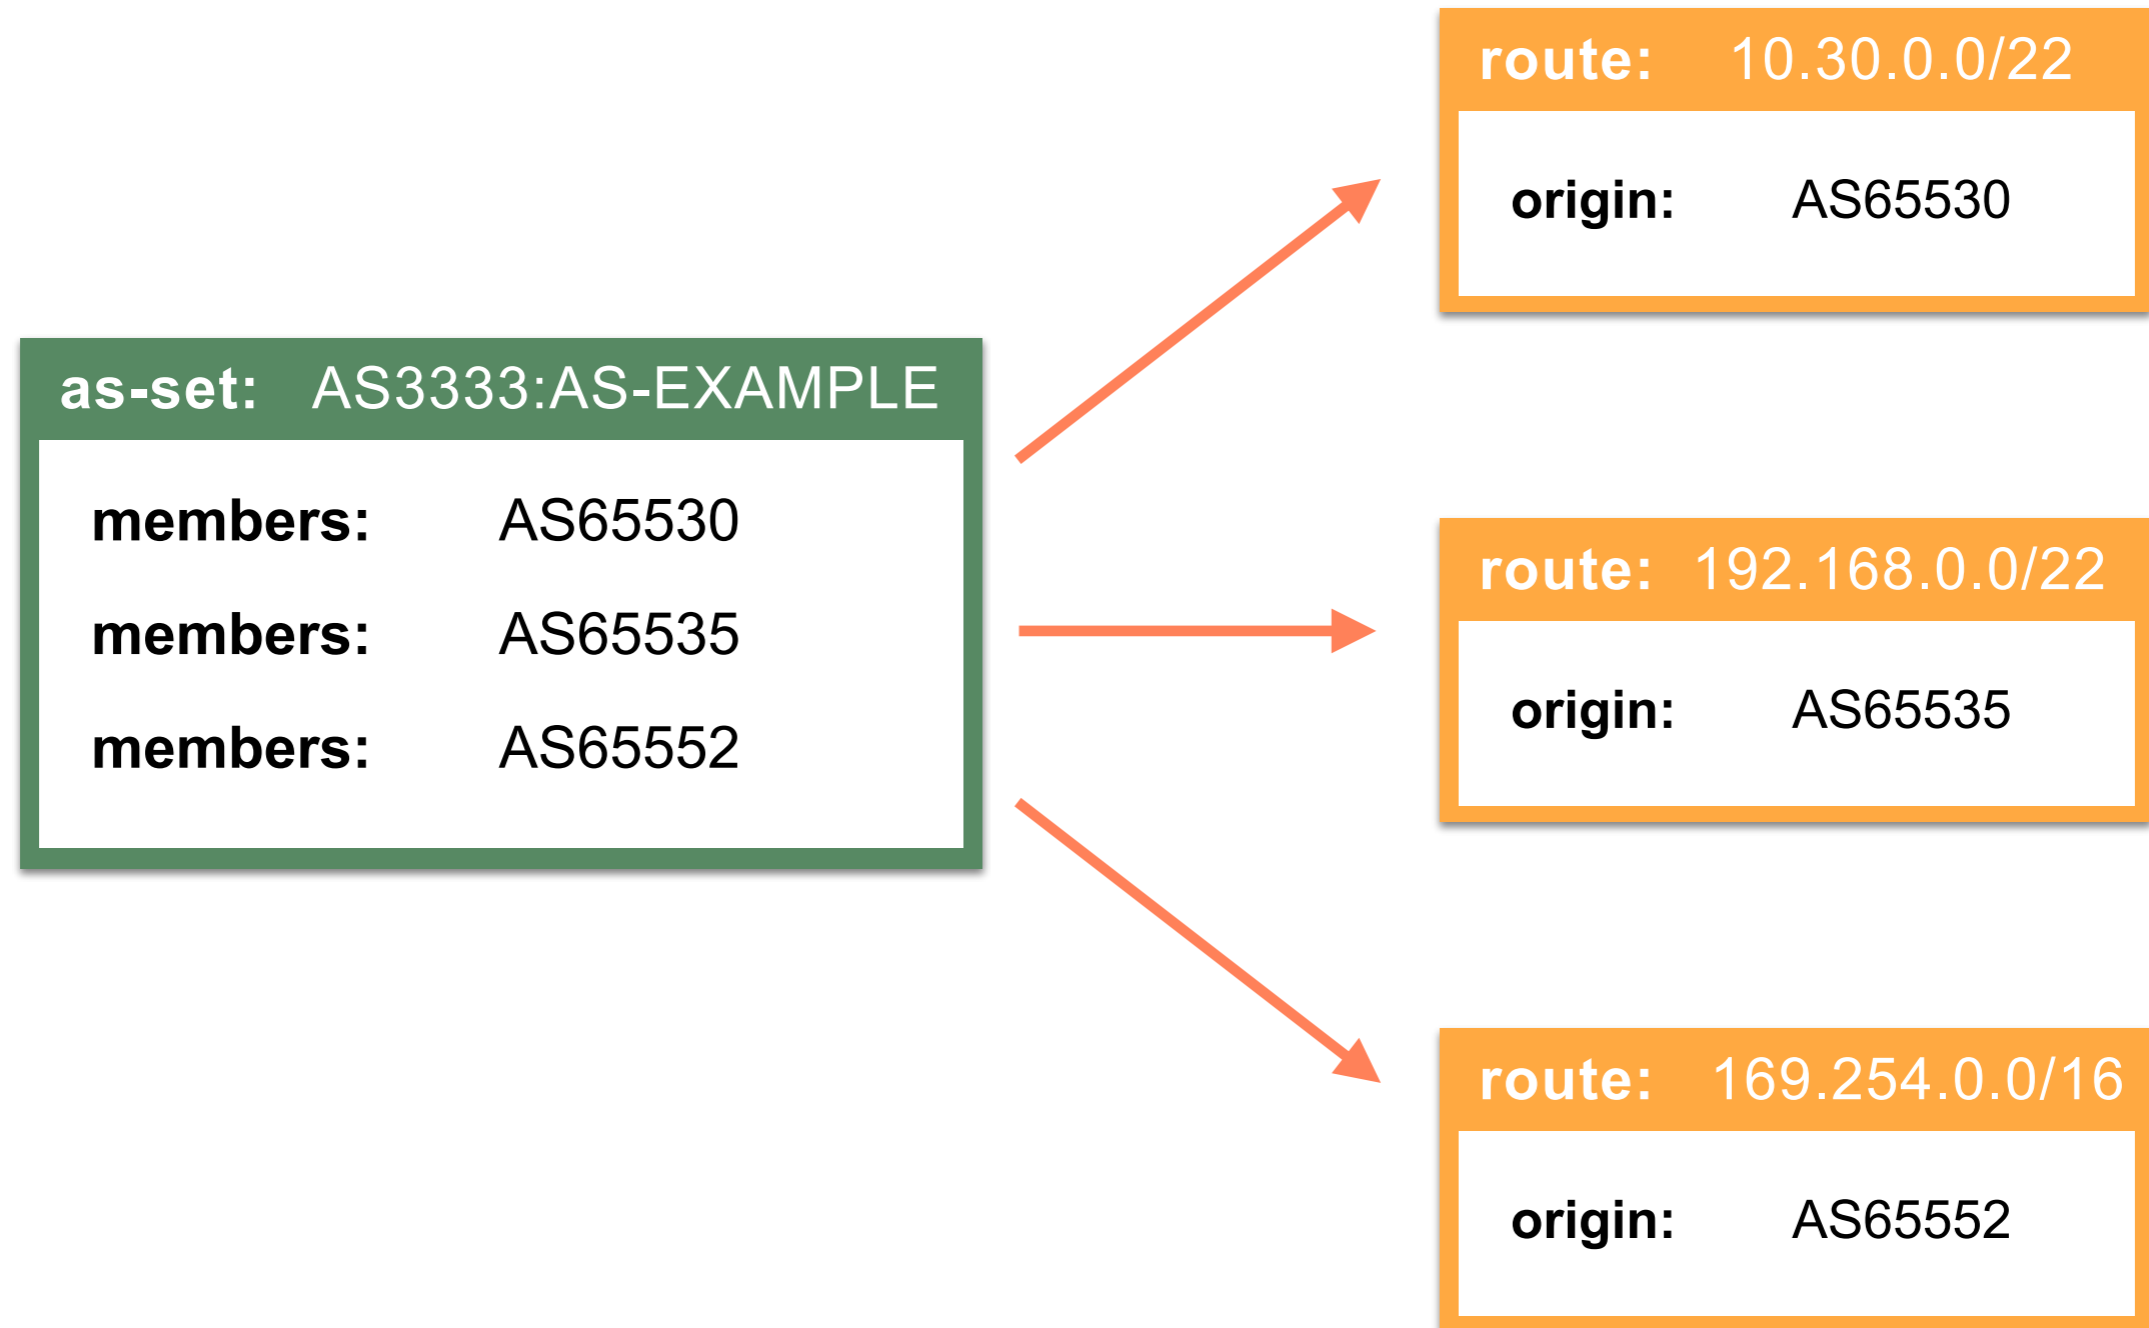 as-set: AS3333:AS-EXAMPLE
members: AS65530
members: AS65535
members: AS65552
route: 10.30.0.0/22
origin: AS65530
route: 192.168.0.0/22
origin: AS65535
route: 169.254.0.0/16
origin: AS65552